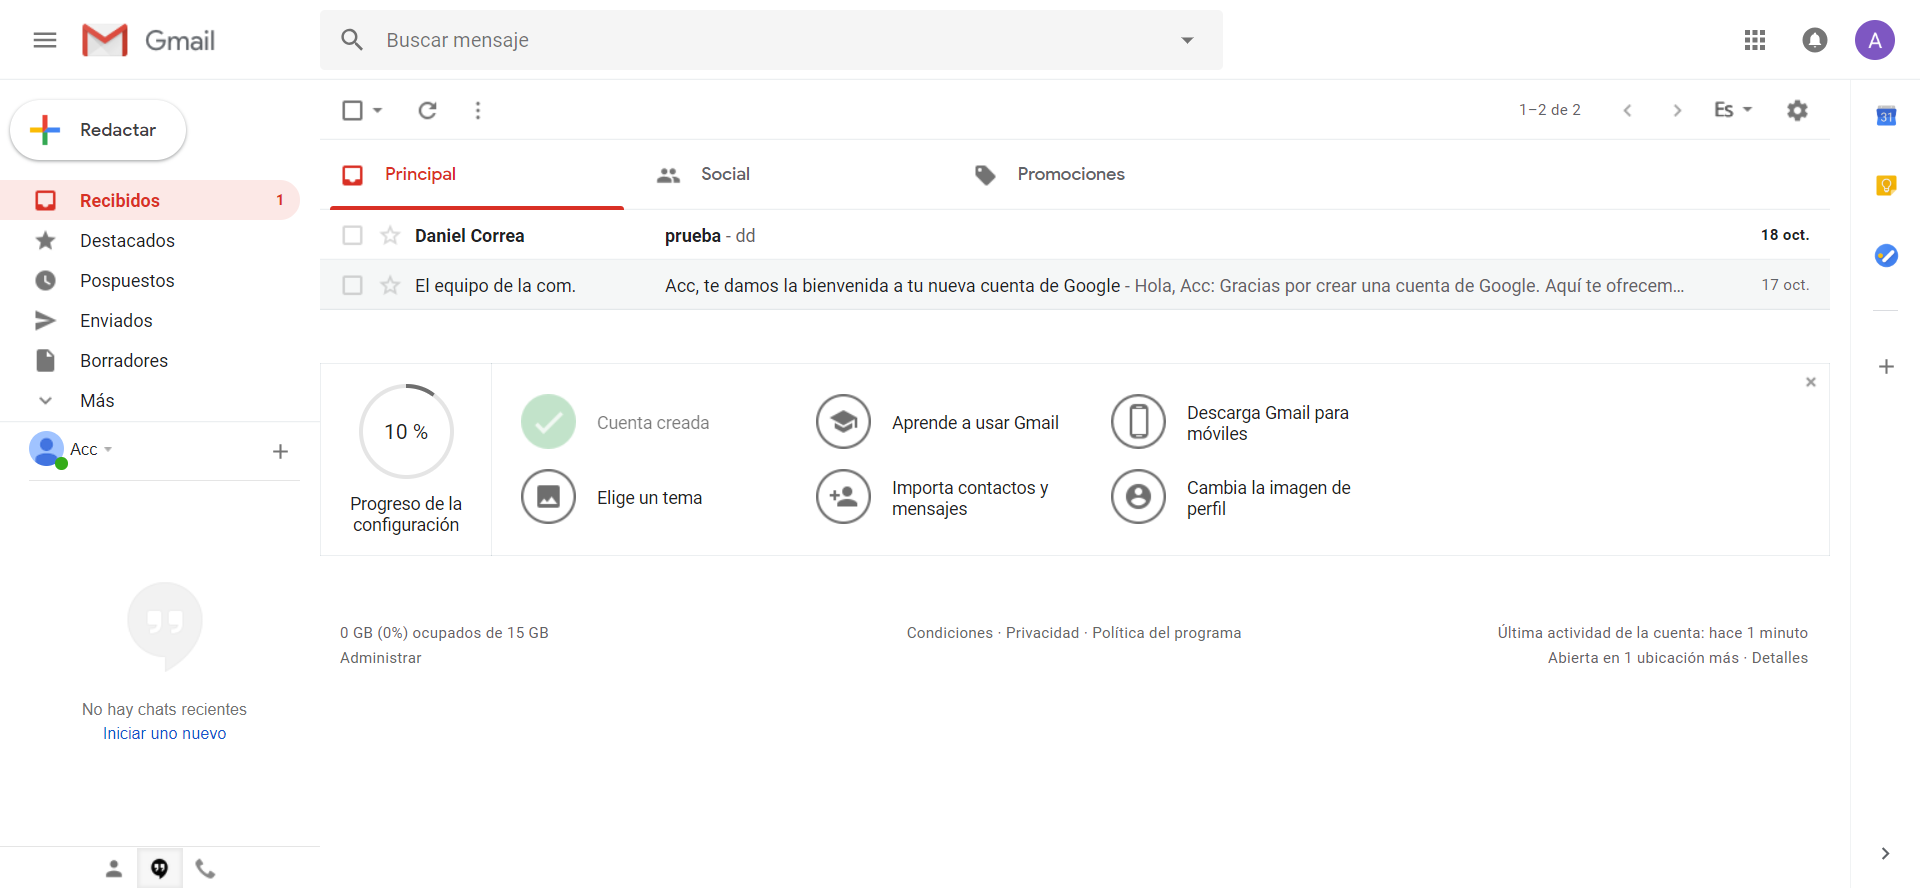 Gmail
Buscar mensaje
A
Redactar
1–2 de 2
Es
31
Principal
Social
Promociones
Recibidos 1
Destacados
Pospuestos
Enviados
Borradores
Más
Daniel Correa prueba - dd 18 oct.
El equipo de la com. Acc, te damos la bienvenida a tu nueva cuenta de Google - Hola, Acc: Gracias por crear una cuenta de Google. Aquí te ofrecem… 17 oct.
Acc
10 %
Progreso de la
configuración
Cuenta creada
Aprende a usar Gmail
Descarga Gmail para
móviles
Elige un tema
Importa contactos y
mensajes
Cambia la imagen de
perfil
No hay chats recientes
Iniciar uno nuevo
0 GB (0%) ocupados de 15 GB
Administrar
Condiciones · Privacidad · Política del programa
Última actividad de la cuenta: hace 1 minuto
Abierta en 1 ubicación más · Detalles